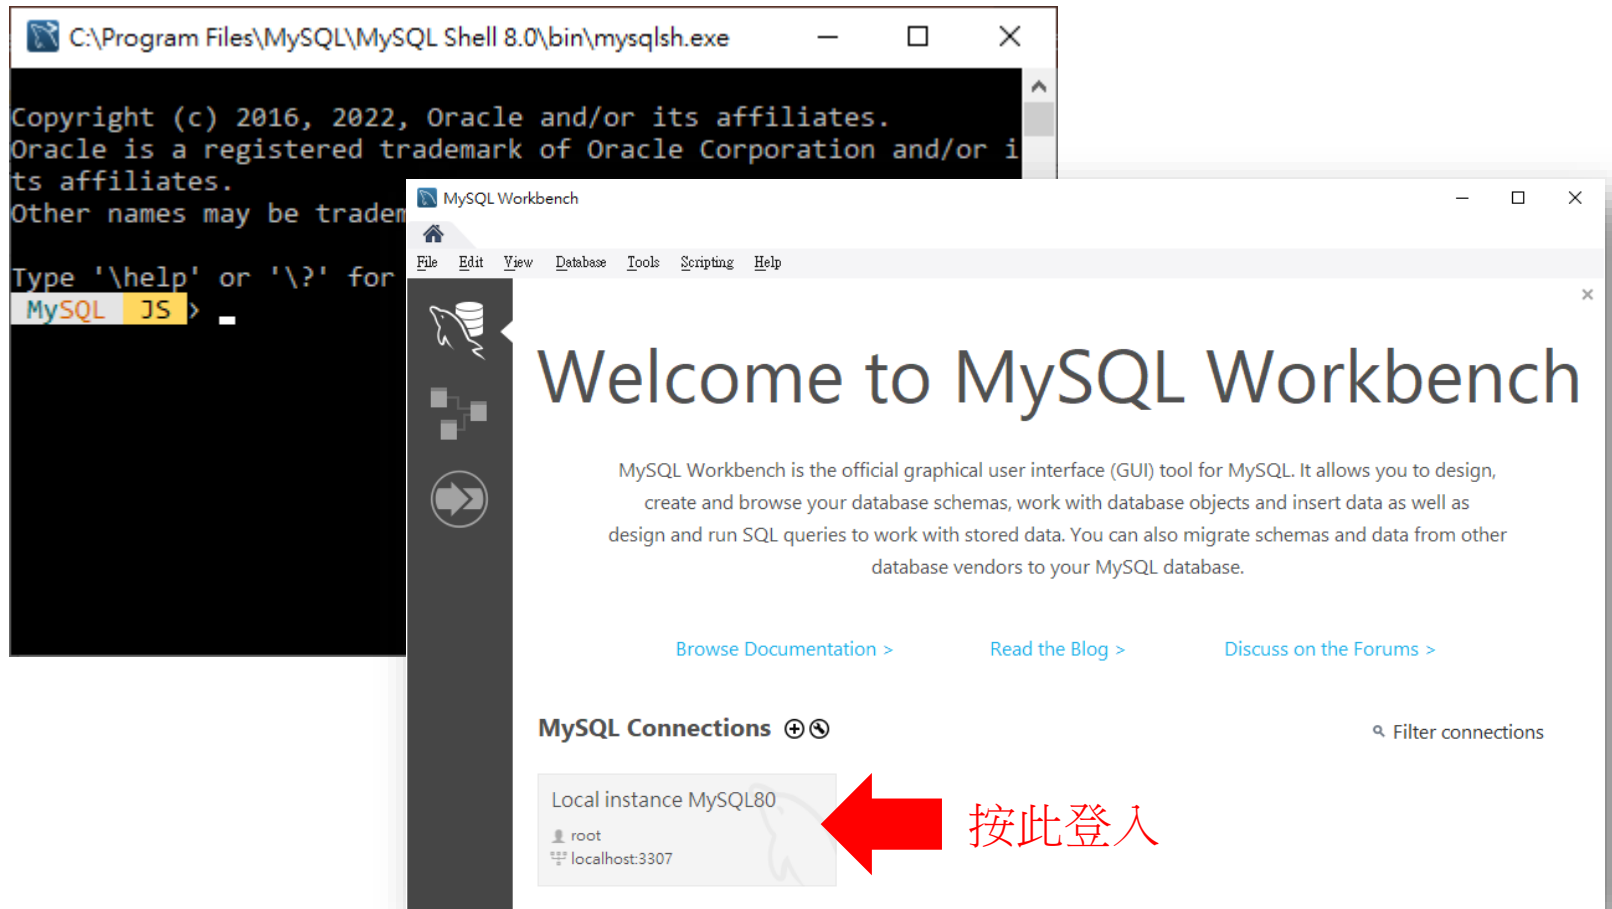 C:\Program Files\MySQL\MySQL Shell 8.0\bin\mysqlsh.exe
Copyright (c) 2016, 2022, Oracle and/or its affiliates.
Oracle is a registered trademark of Oracle Corporation and/or i
ts affiliates.
Other names may be tradem
Type '\help' or '\?' for
MySQL JS >
MySQL Workbench
File Edit View Database Tools Scripting Help
Welcome to MySQL Workbench
MySQL Workbench is the official graphical user interface (GUI) tool for MySQL. It allows you to design,
create and browse your database schemas, work with database objects and insert data as well as
design and run SQL queries to work with stored data. You can also migrate schemas and data from other
database vendors to your MySQL database.
Browse Documentation > Read the Blog > Discuss on the Forums >
MySQL Connections
Filter connections
Local instance MySQL80
root
localhost:3307
按此登入